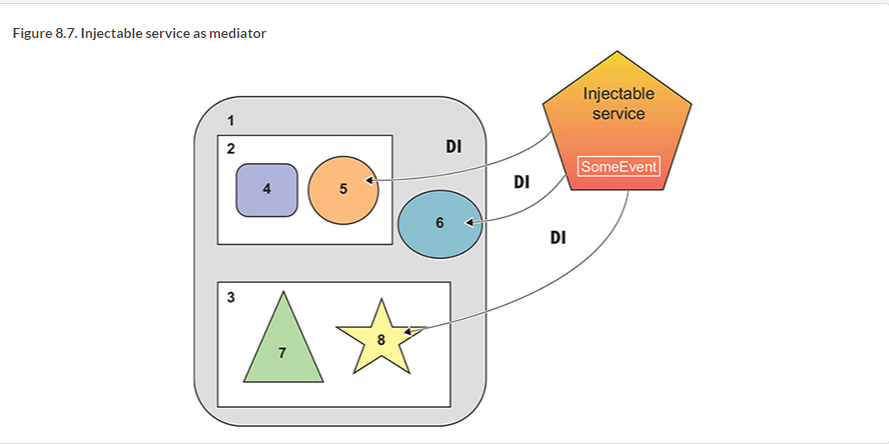 Figure 8.7. Injectable service as mediator
Injectable
service
SomeEvent
1
2
DI
DI
4
5
6
DI
3
7
8